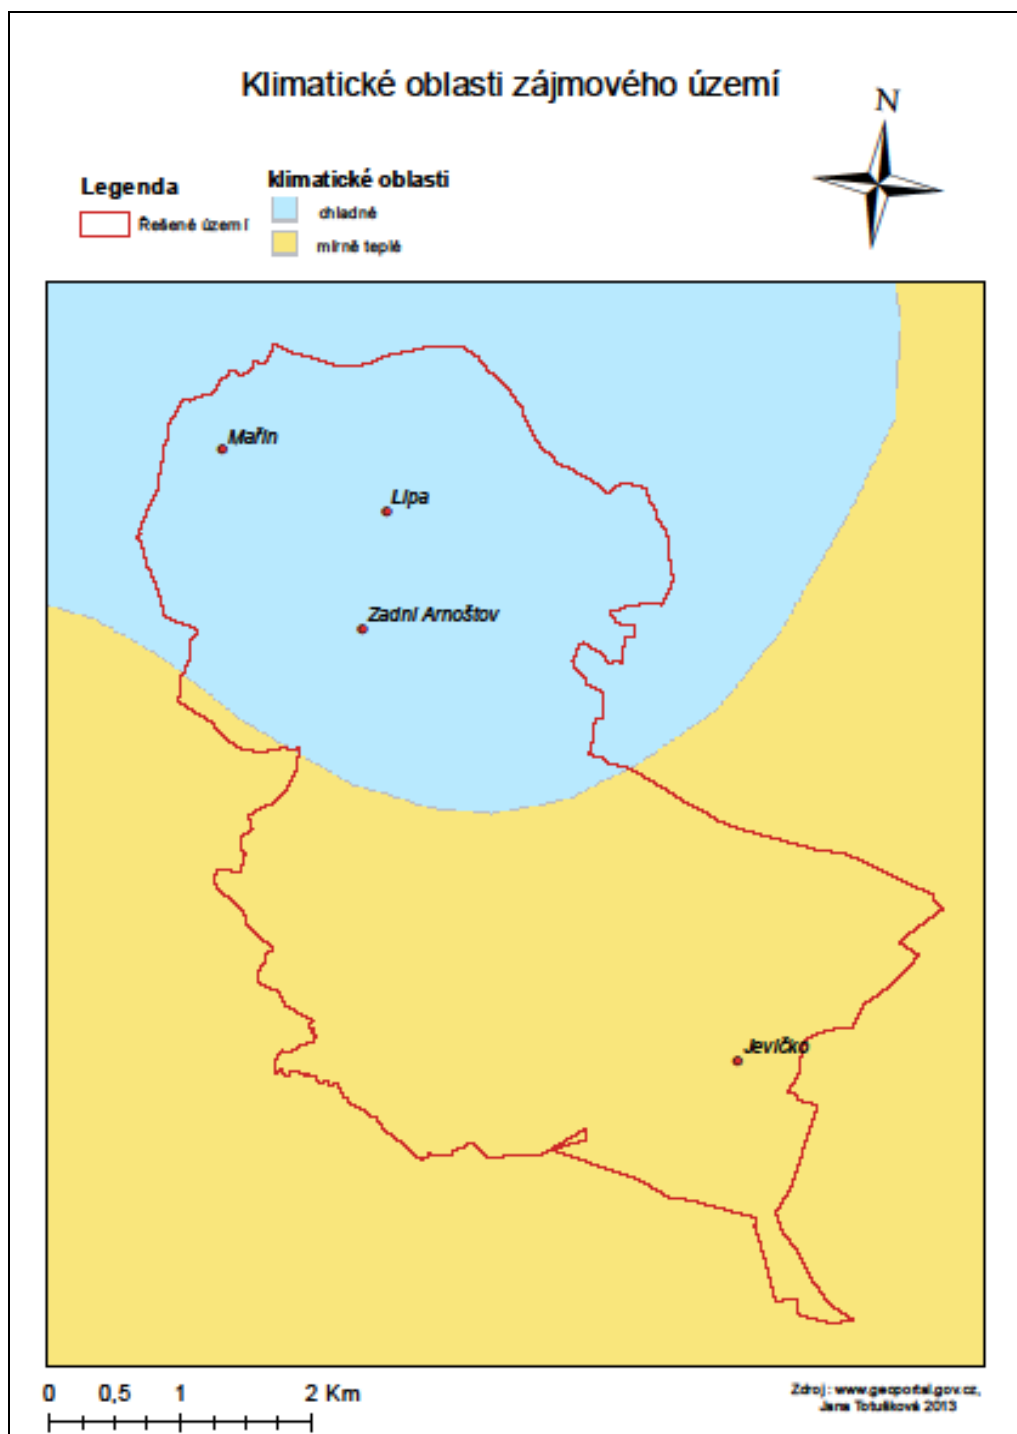 Klimatické oblasti zájmového území
N
Legenda
Řešené území
klimatické oblasti
chladné
mírně teplé
Mařín
Lípa
Zadní Arnoštov
Jevíčko
0 0,5 1 2 Km
Zdroj: www.geoportal.gov.cz,
Jana Totušková 2013